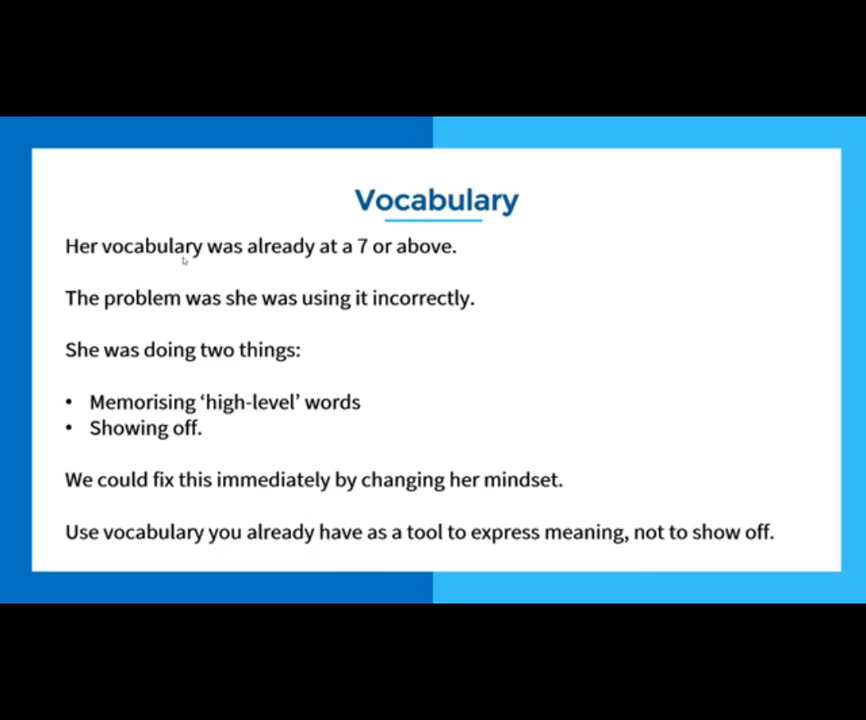 Vocabulary
Her vocabulary was already at a 7 or above.
The problem was she was using it incorrectly.
She was doing two things:
• Memorising ‘high-level’ words
• Showing off.
We could fix this immediately by changing her mindset.
Use vocabulary you already have as a tool to express meaning, not to show off.